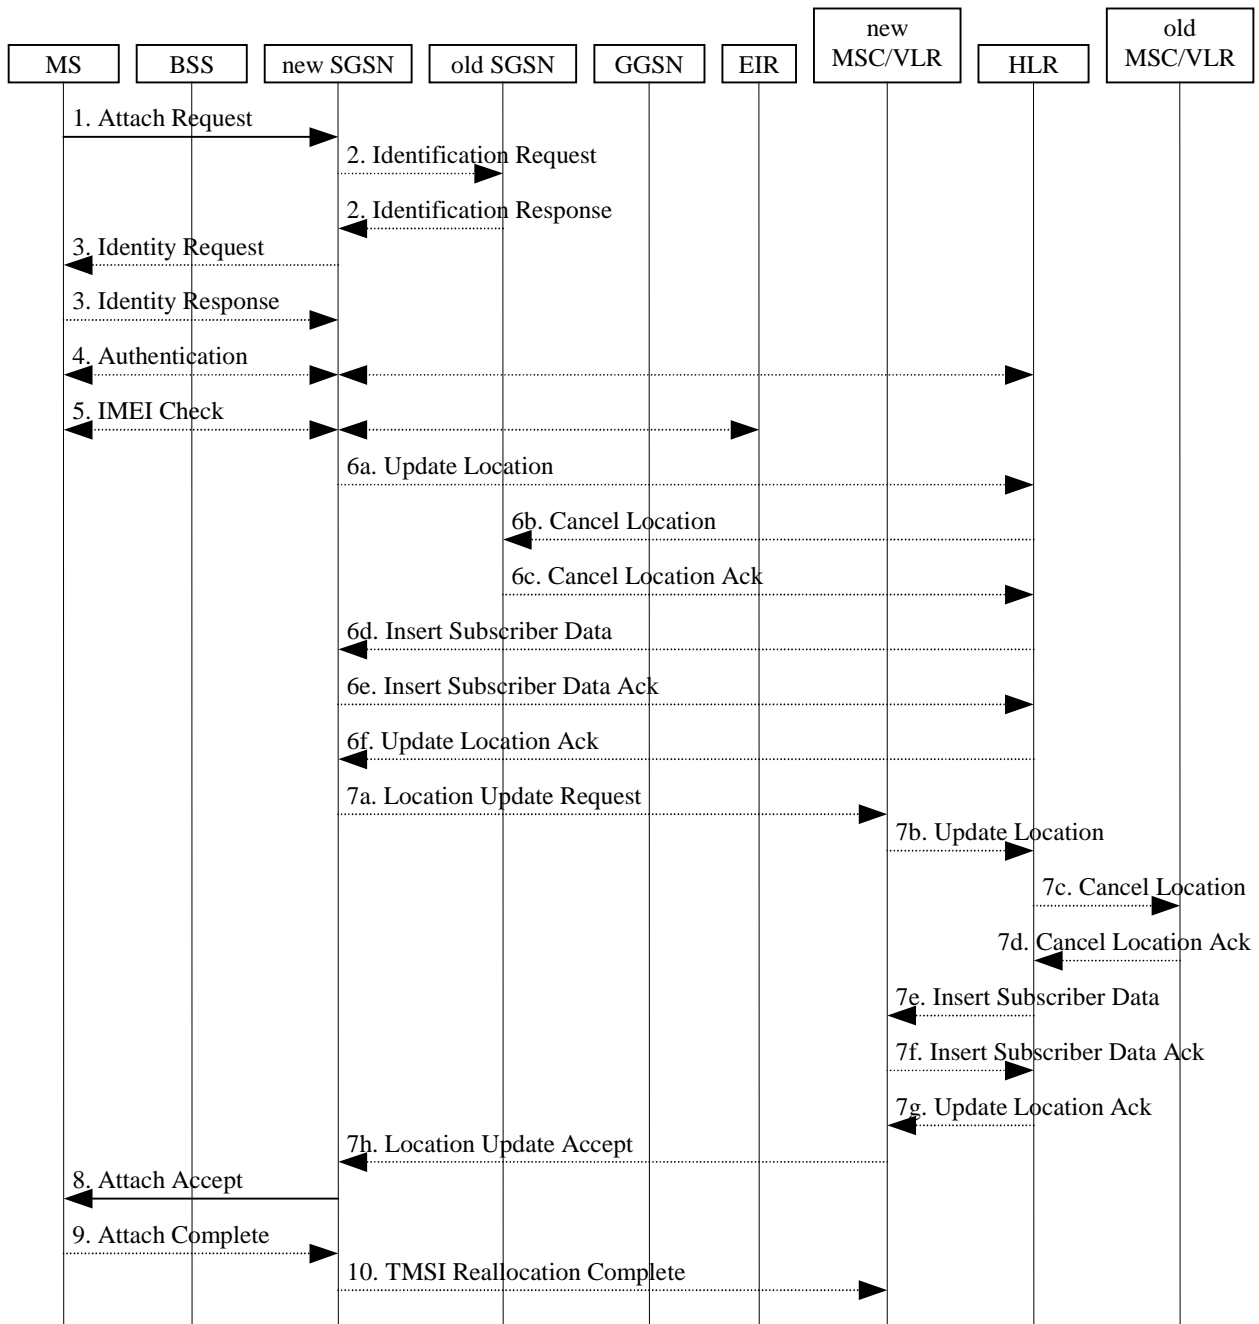 MS
BSS
new SGSN
old SGSN
GGSN
EIR
new
MSC/VLR
HLR
old
MSC/VLR
1. Attach Request
2. Identification Request
2. Identification Response
3. Identity Request
3. Identity Response
4. Authentication
5. IMEI Check
6a. Update Location
6b. Cancel Location
6c. Cancel Location Ack
6d. Insert Subscriber Data
6e. Insert Subscriber Data Ack
6f. Update Location Ack
7a. Location Update Request
7b. Update Location
7c. Cancel Location
7d. Cancel Location Ack
7e. Insert Subscriber Data
7f. Insert Subscriber Data Ack
7g. Update Location Ack
7h. Location Update Accept
8. Attach Accept
9. Attach Complete
10. TMSI Reallocation Complete